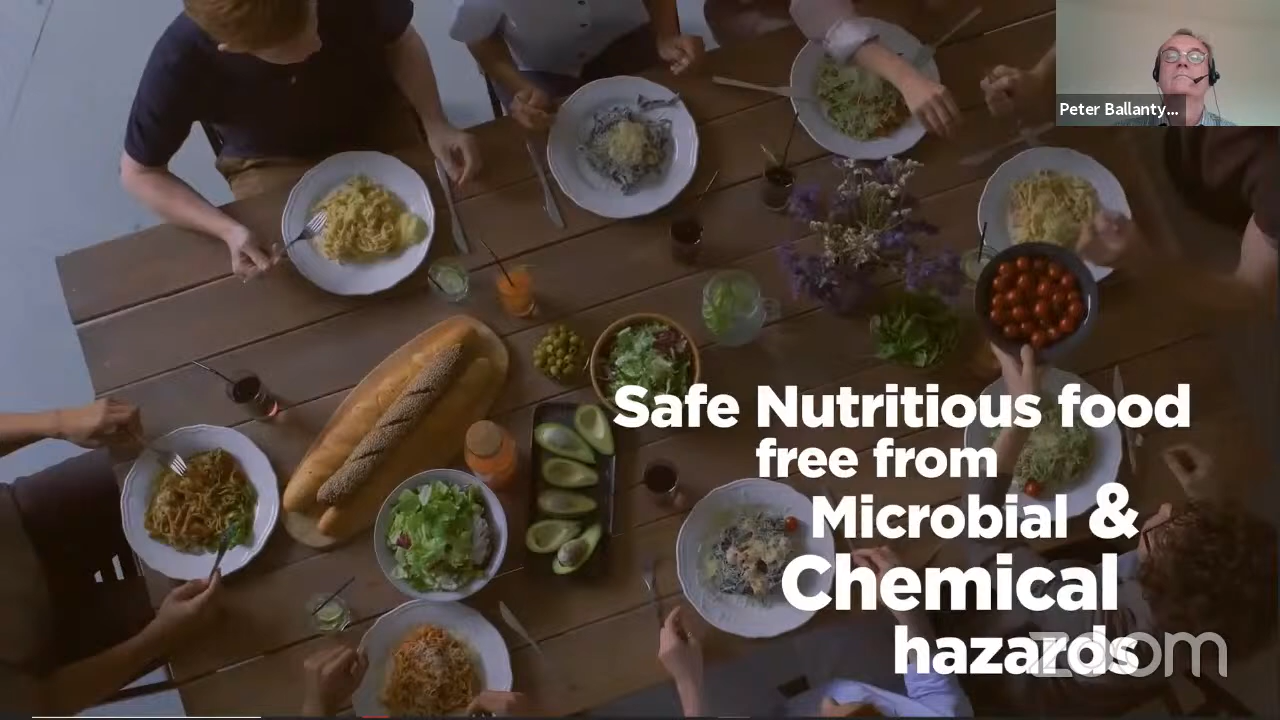 Peter Ballanty...
Safe Nutritious food
free from
Microbial &
Chemical
hazards
zoom